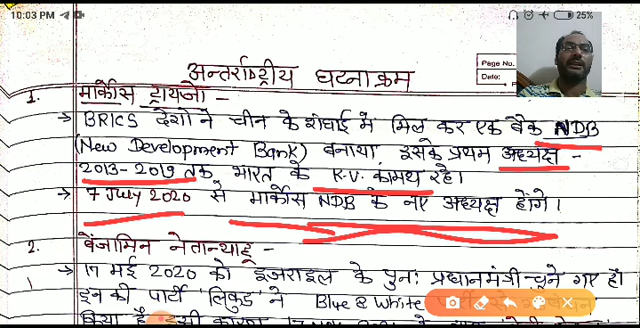 10:03 PM
25%
अन्तर्राष्ट्रीय घटनाक्रम
Page No.
Date:
1. मार्कोस ट्रायजो -
→ BRICS देशो ने चीन के शंघाई में मिल कर एक बैंक NDB
(New Development Bank) बनाया, इसके प्रथम अध्यक्ष -
2013-2019 तक भारत के K.V. कामथ रहे।
→ 7 July 2020 से मार्कोस NDB के नए अध्यक्ष होंगे।
2. बेंजामिन नेतान्याहू -
→ 17 मई 2020 को इजराइल के पुनः प्रधानमंत्री चुने गए हैं।
इन की पार्टी 'लिकुड' ने Blue & White
किया है